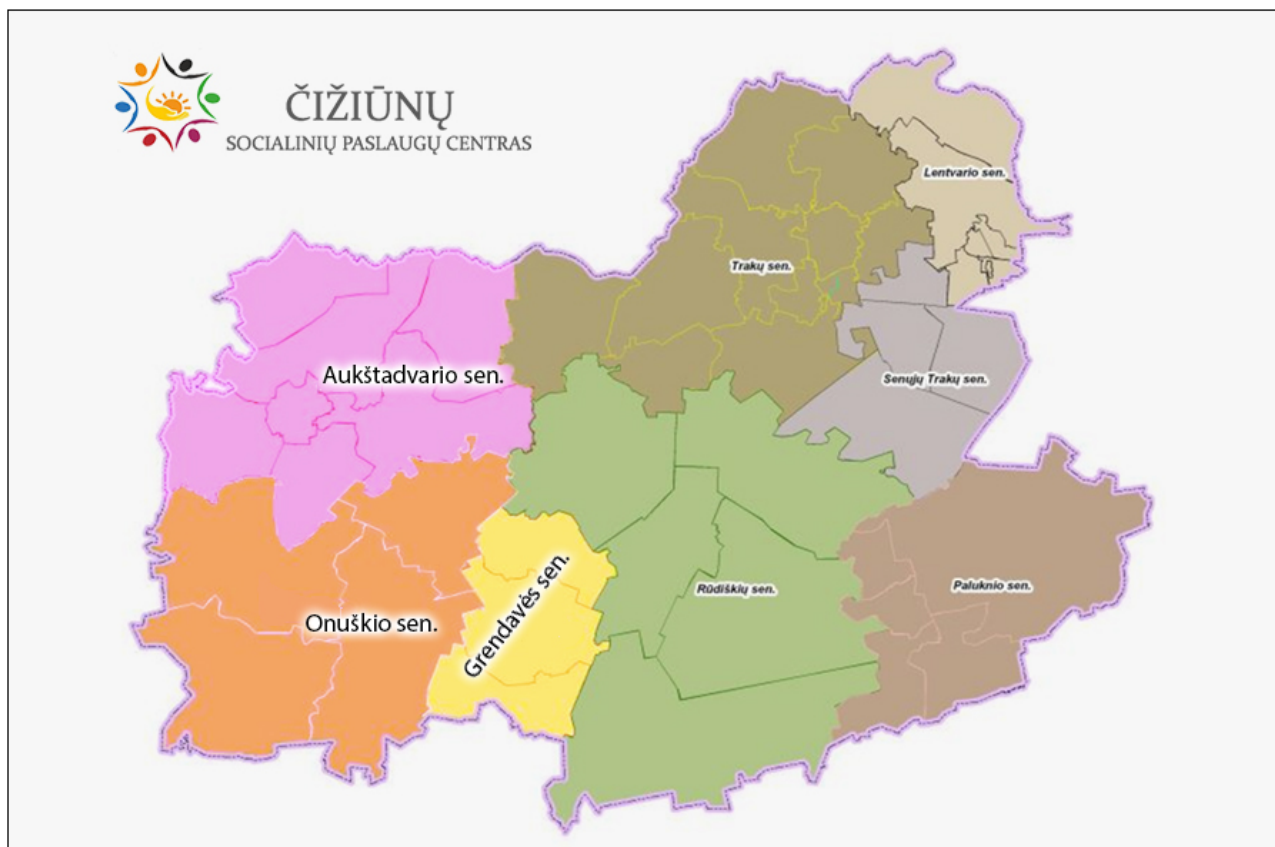 ČIŽIŪNŲ
SOCIALINIŲ PASLAUGŲ CENTRAS
Lentvario sen.
Trakų sen.
Aukštadvario sen.
Senųjų Trakų sen.
Onuškio sen.
Grendavės sen.
Rūdiškių sen.
Paluknio sen.